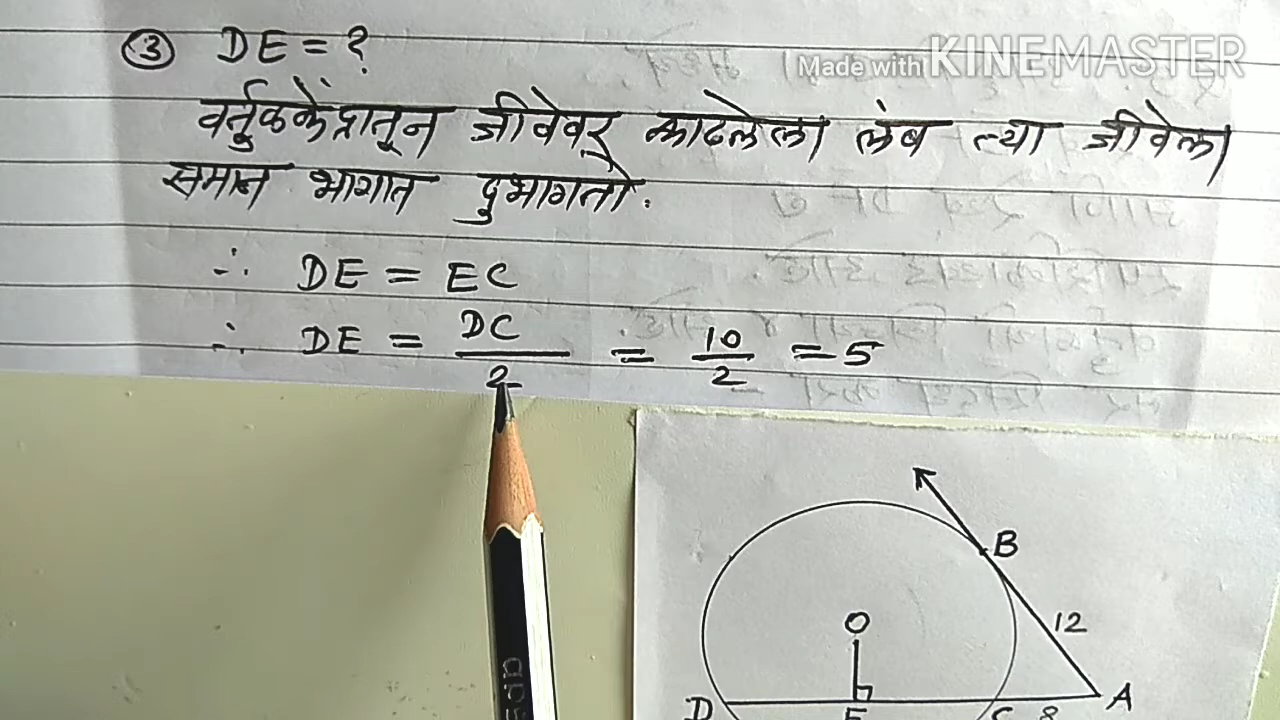 ③ DE = ?
Made with KINEMASTER
वर्तुळकेंद्रातून जीवेवर काढलेला लंब त्या जीवेला
समान भागात दुभागतो.
∴ DE = EC
∴ DE = DC/2 = 10/2 = 5
B
O
12
D E C 8 A